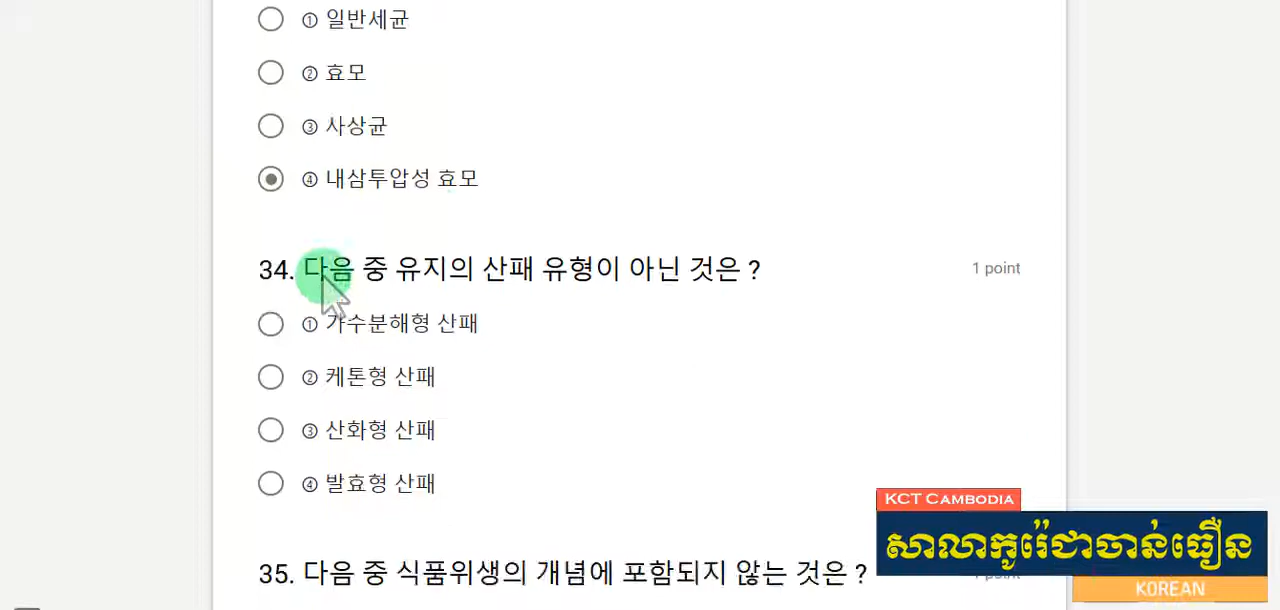 ① 일반세균
② 효모
③ 사상균
④ 내삼투압성 효모
34. 다음 중 유지의 산패 유형이 아닌 것은 ?
1 point
① 가수분해형 산패
② 케톤형 산패
③ 산화형 산패
④ 발효형 산패
KCT CAMBODIA
សាលាកូរ៉េជាចាន់ធឿន
KOREAN
35. 다음 중 식품위생의 개념에 포함되지 않는 것은 ?